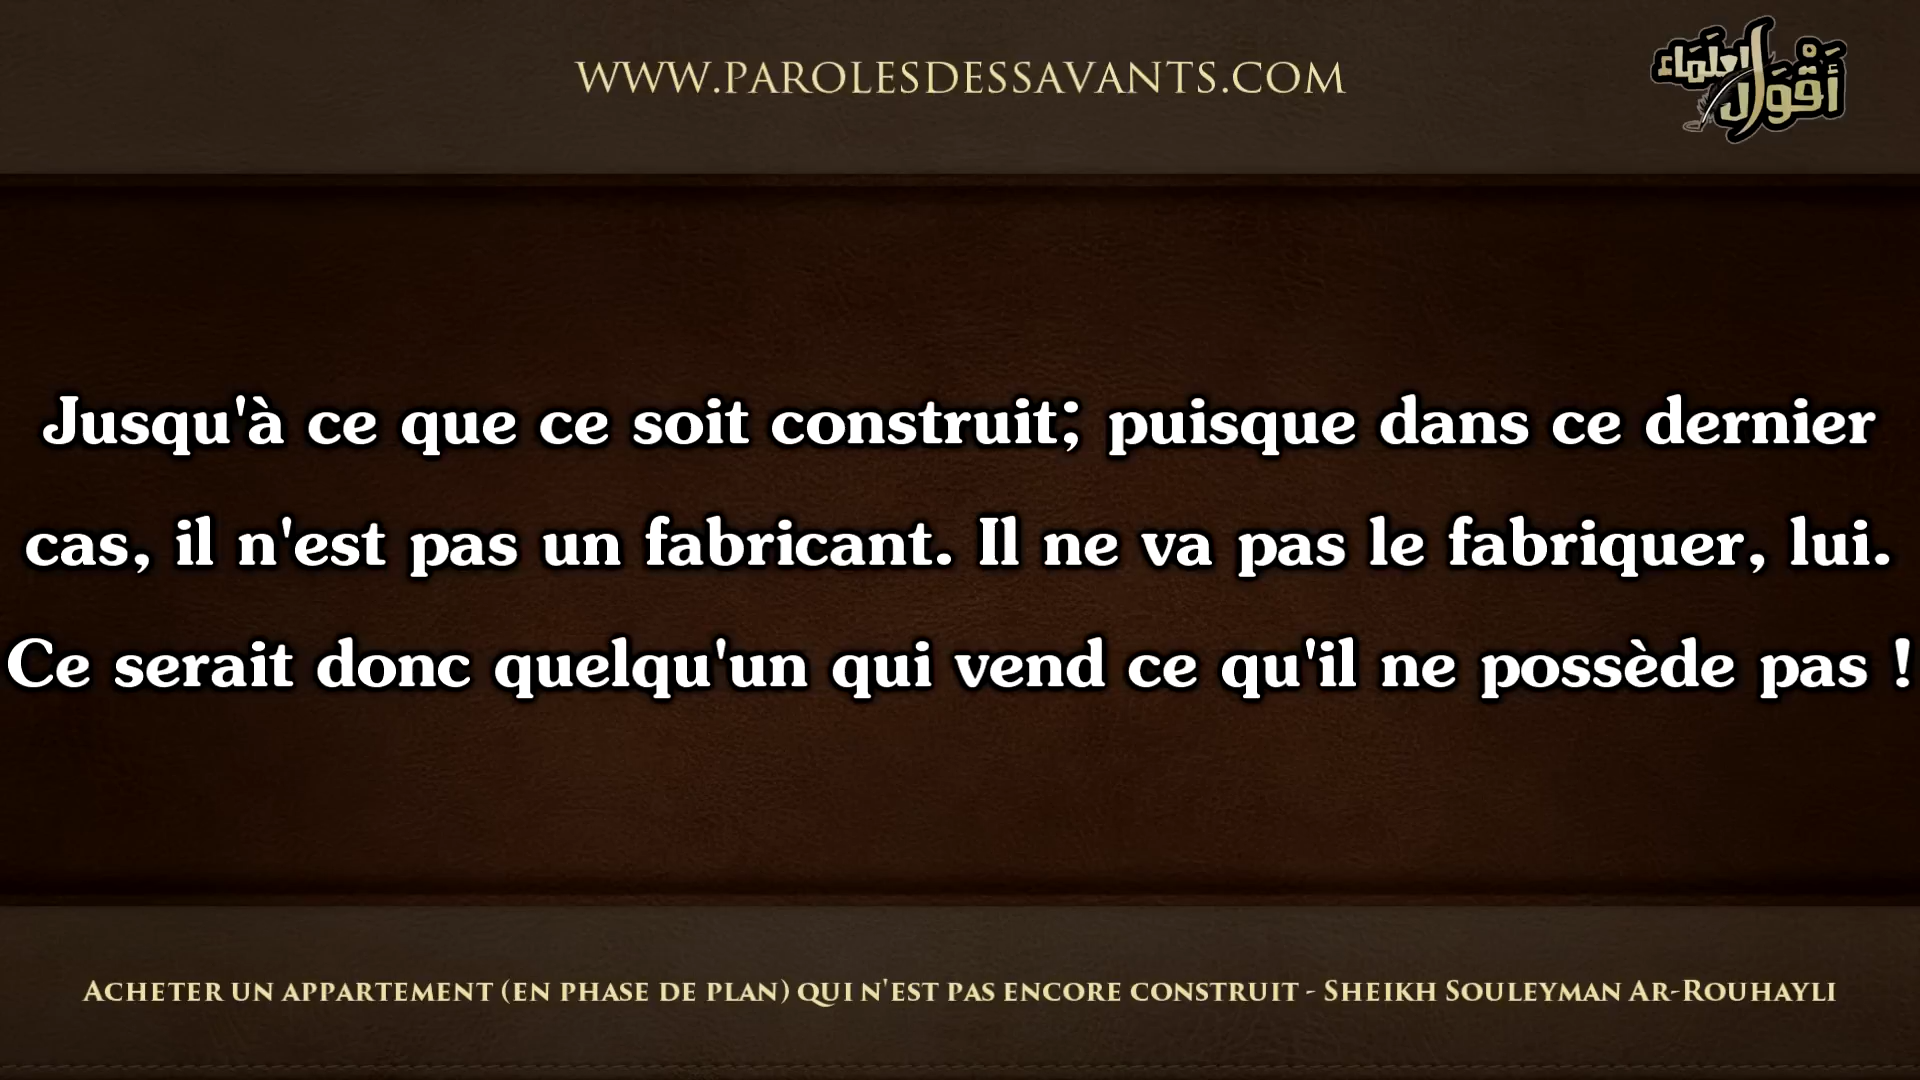 WWW.PAROLESDESSAVANTS.COM
أقوال العلماء
Jusqu'à ce que ce soit construit; puisque dans ce dernier
cas, il n'est pas un fabricant. Il ne va pas le fabriquer, lui.
Ce serait donc quelqu'un qui vend ce qu'il ne possède pas !
Acheter un appartement (en phase de plan) qui n'est pas encore construit - Sheikh Souleyman Ar-Rouhayli